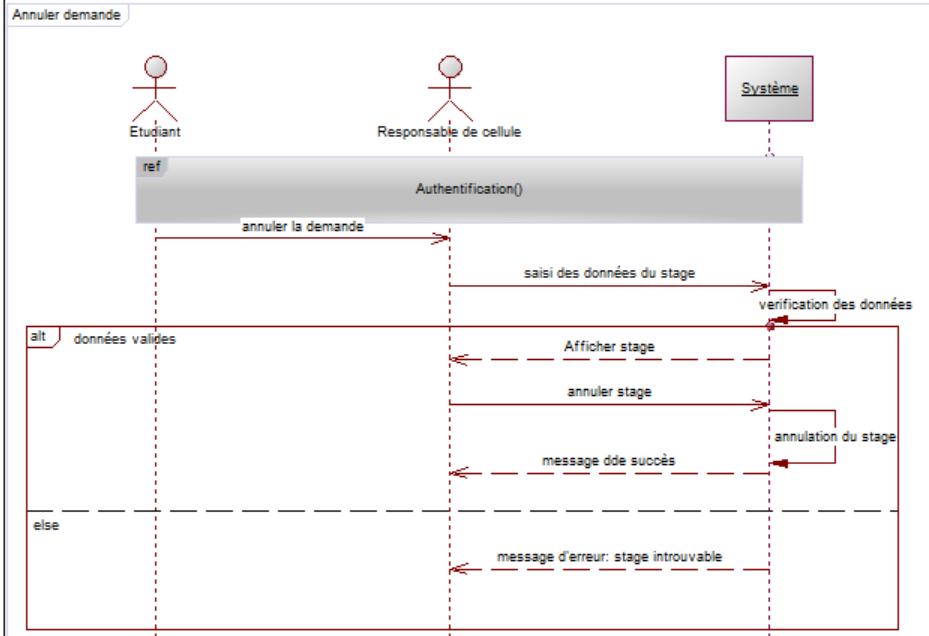 Annuler demande
Etudiant
Responsable de cellule
Système
ref
Authentification()
annuler la demande
saisi des données du stage
verification des données
alt
données valides
Afficher stage
annuler stage
annulation du stage
message dde succès
else
message d'erreur: stage introuvable